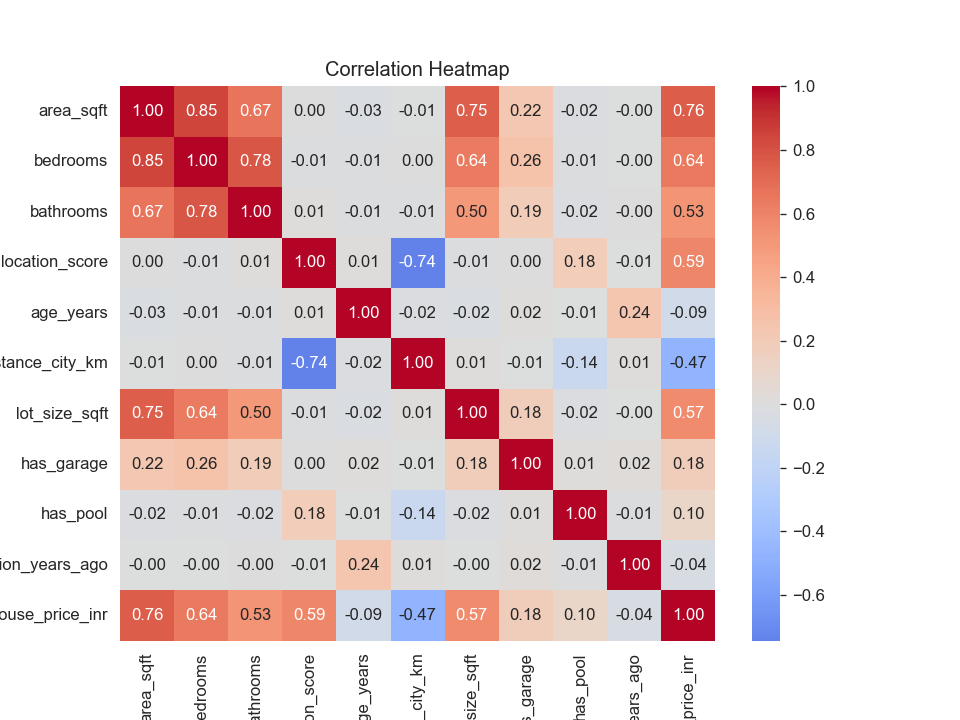 Correlation Heatmap
area_sqft 1.00 0.85 0.67 0.00 -0.03 -0.01 0.75 0.22 -0.02 -0.00 0.76
bedrooms 0.85 1.00 0.78 -0.01 -0.01 0.00 0.64 0.26 -0.01 -0.00 0.64
bathrooms 0.67 0.78 1.00 0.01 -0.01 -0.01 0.50 0.19 -0.02 -0.00 0.53
location_score 0.00 -0.01 0.01 1.00 0.01 -0.74 -0.01 0.00 0.18 -0.01 0.59
age_years -0.03 -0.01 -0.01 0.01 1.00 -0.02 -0.02 0.02 -0.01 0.24 -0.09
stance_city_km -0.01 0.00 -0.01 -0.74 -0.02 1.00 0.01 -0.01 -0.14 0.01 -0.47
lot_size_sqft 0.75 0.64 0.50 -0.01 -0.02 0.01 1.00 0.18 -0.02 -0.00 0.57
has_garage 0.22 0.26 0.19 0.00 0.02 -0.01 0.18 1.00 0.01 0.02 0.18
has_pool -0.02 -0.01 -0.02 0.18 -0.01 -0.14 -0.02 0.01 1.00 -0.01 0.10
ion_years_ago -0.00 -0.00 -0.00 -0.01 0.24 0.01 -0.00 0.02 -0.01 1.00 -0.04
ouse_price_inr 0.76 0.64 0.53 0.59 -0.09 -0.47 0.57 0.18 0.10 -0.04 1.00
area_sqft
edrooms
athrooms
on_score
ge_years
_city_km
size_sqft
s_garage
has_pool
ears_ago
price_inr
1.0
0.8
0.6
0.4
0.2
0.0
−0.2
−0.4
−0.6